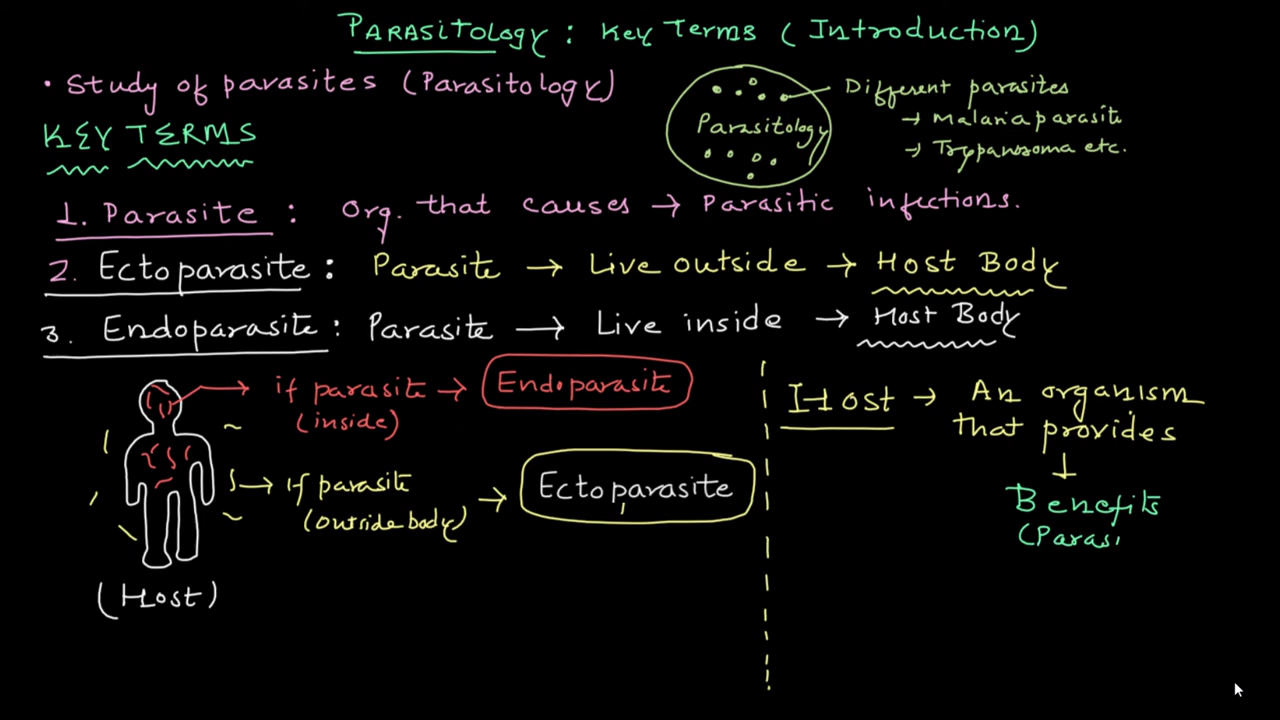 PARASITOLOGY : KEY TERMS ( INTRODUCTION )
• Study of parasites (Parasitology)
KEY TERMS
Parasitology
Different parasites
→ Malaria parasite
→ Trypanosoma etc.
1. Parasite : Org. that causes → Parasitic infections.
2. Ectoparasite : Parasite → Live outside → Host Body
3. Endoparasite : Parasite → Live inside → Host Body
→ if parasite → Endoparasite
(inside)
→ if parasite → Ectoparasite
(outside body)
(Host)
Host → An organism
that provides
↓
Benefits
(Parasi